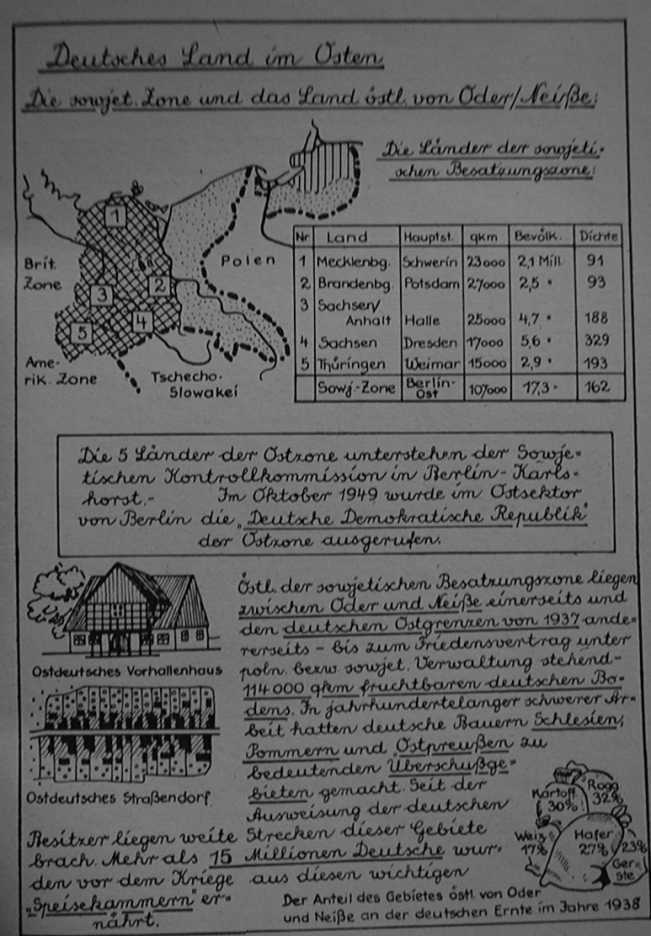 Deutsches Land im Osten
Die sowjet. Zone und das Land östl. von Oder/Neiße:
Die Länder der sowjeti-
schen Besatzungszone:
Brit.
Zone
Polen
1
2
3
4
5
Ame-
rik. Zone
Tschecho-
Slowakei
Nr Land Hauptst. qkm Bevölk. Dichte
1 Mecklenbg. Schwerin 23000 2,1 Mill. 91
2 Brandenbg. Potsdam 27000 2,5 " 93
3 Sachsen/
Anhalt Halle 25000 4,7 " 188
4 Sachsen Dresden 17000 5,6 " 329
5 Thüringen Weimar 15000 2,9 " 193
Sowj-Zone Berlin-Ost 107000 17,3 " 162
Die 5 Länder der Ostzone unterstehen der Sowje-
tischen Kontrollkommission in Berlin-Karls-
horst.- Im Oktober 1949 wurde im Ostsektor
von Berlin die „Deutsche Demokratische Republik"
der Ostzone ausgerufen.
Ostdeutsches Vorhallenhaus
Ostdeutsches Straßendorf
Östl. der sowjetischen Besatzungszone liegen
zwischen Oder und Neiße einerseits und
den deutschen Ostgrenzen von 1937 ande-
rerseits - bis zum Friedensvertrag unter
poln. bezw sowjet. Verwaltung stehend -
114 000 qkm fruchtbaren deutschen Bo-
dens. In jahrhundertelanger schwerer Ar-
beit hatten deutsche Bauern Schlesien,
Pommern und Ostpreußen zu
bedeutenden Überschußge-
bieten gemacht. Seit der
Ausweisung der deutschen
Besitzer liegen weite Strecken dieser Gebiete
brach. Mehr als 15 Millionen Deutsche wur-
den vor dem Kriege aus diesen wichtigen
„Speisekammern" er-
nährt.
Kartoff.
30%
Rogg.
32%
Weiz.
17%
Hafer
27%
23%
Ger-
ste
Der Anteil des Gebietes östl. von Oder
und Neiße an der deutschen Ernte im Jahre 1938